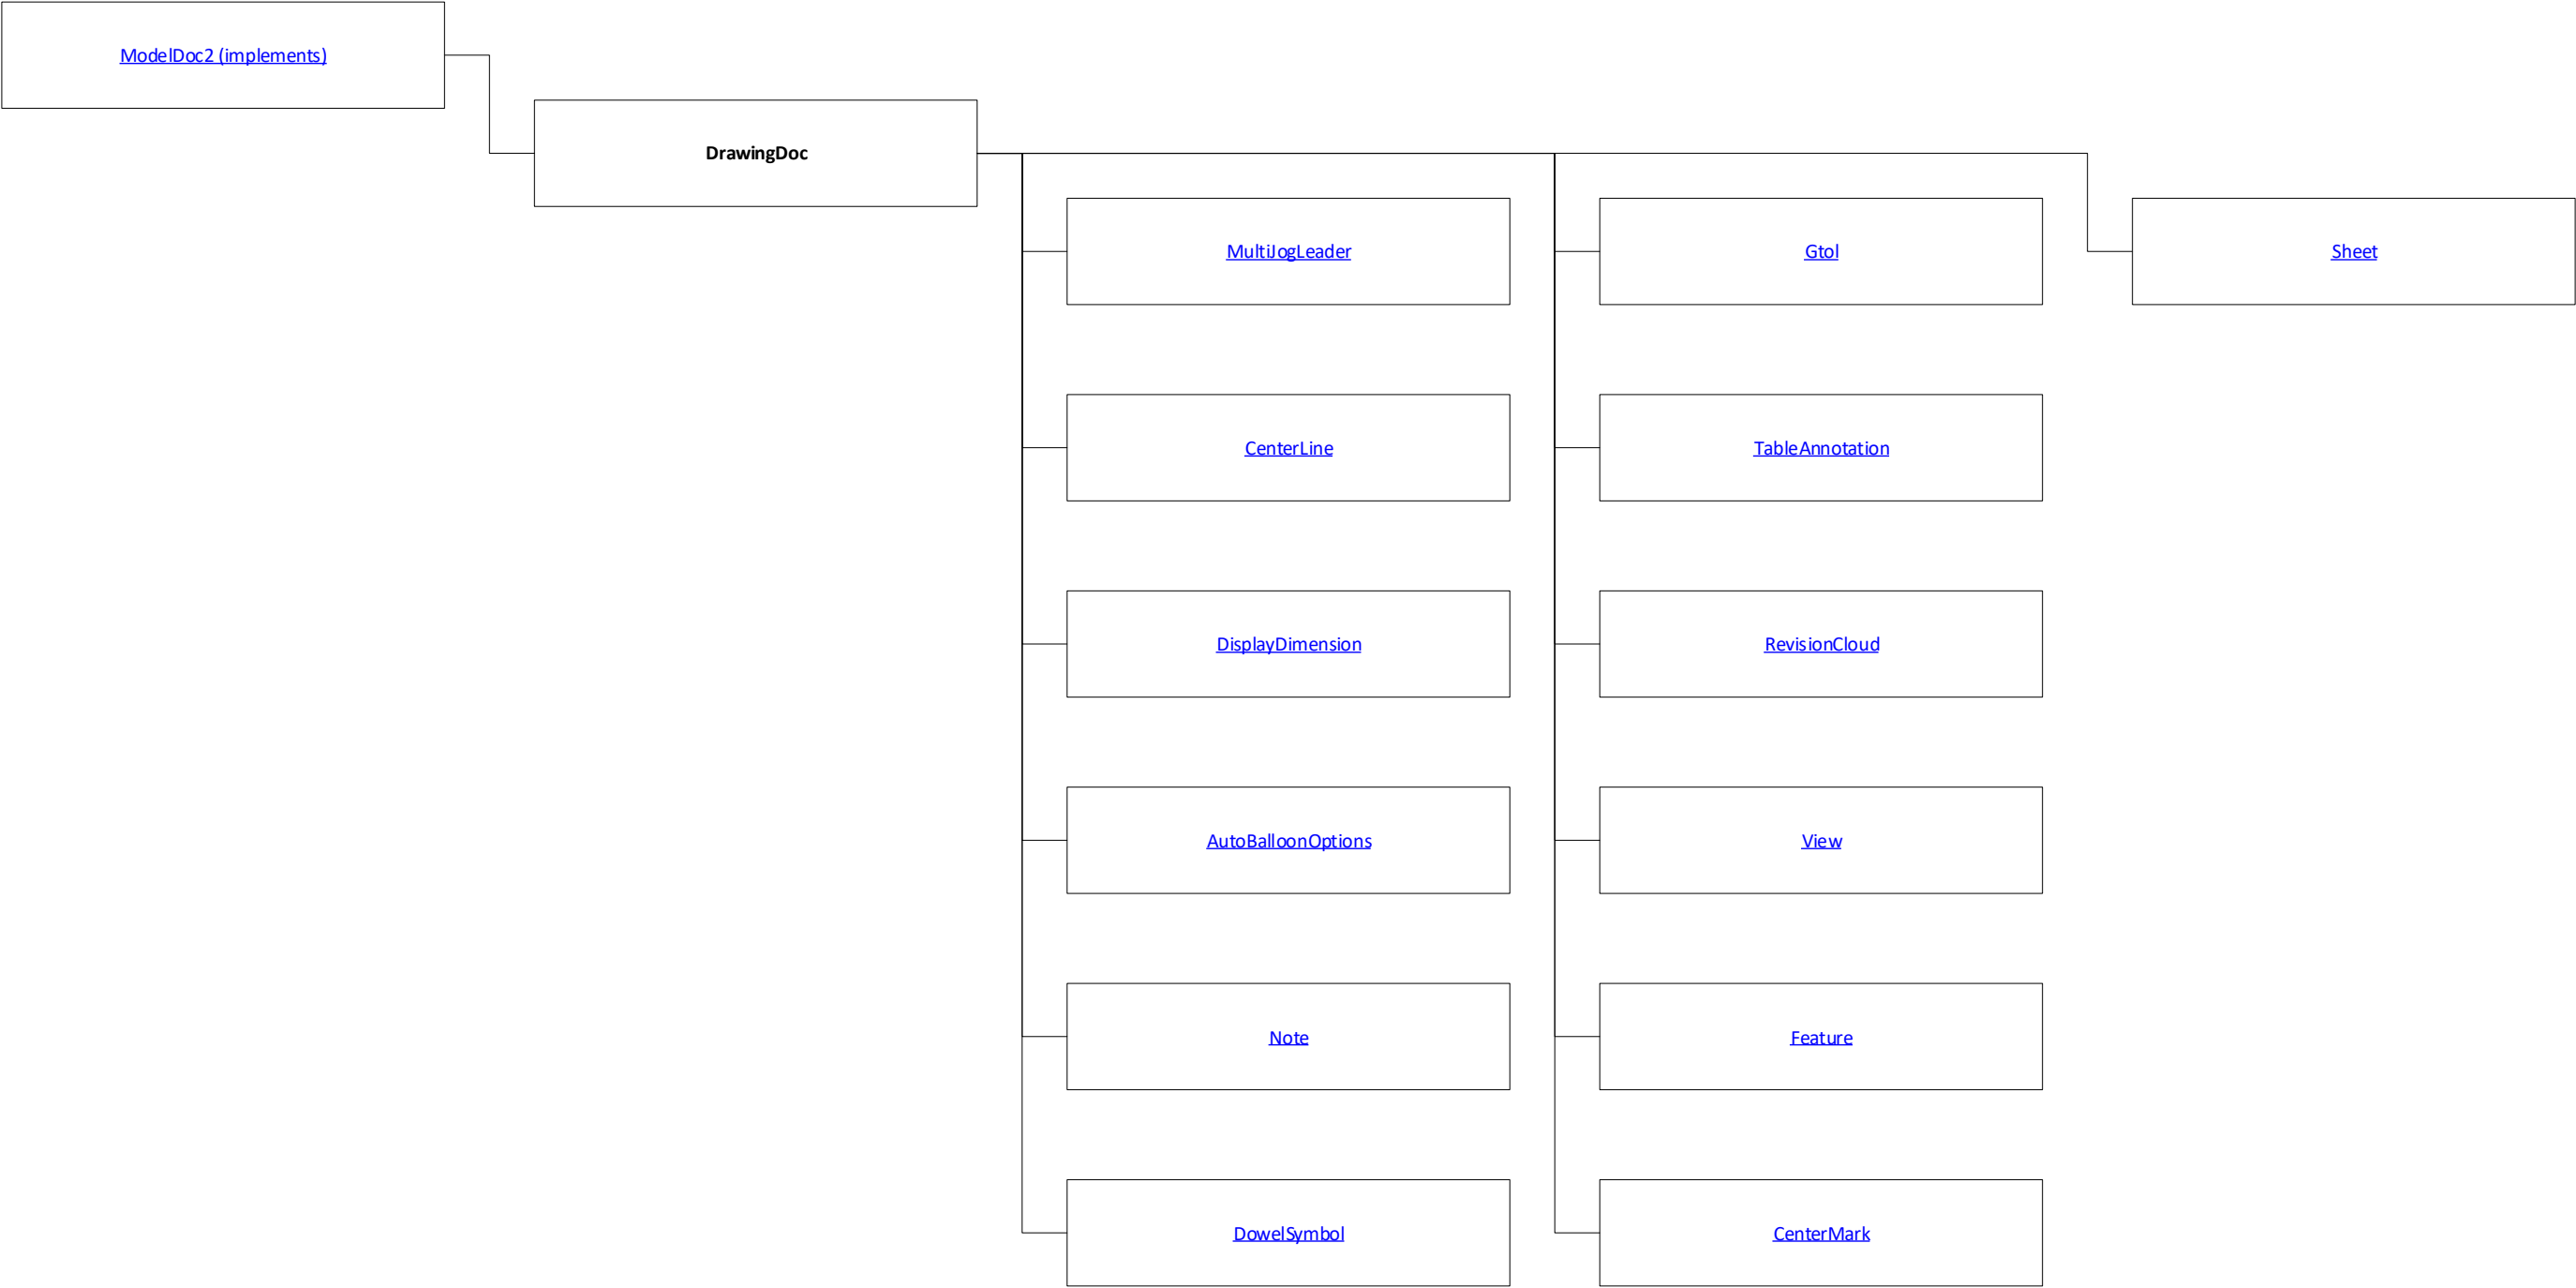 ModelDoc2 (implements)
DrawingDoc
MultiJogLeader
Gtol
Sheet
CenterLine
TableAnnotation
DisplayDimension
RevisionCloud
AutoBalloonOptions
View
Note
Feature
DowelSymbol
CenterMark